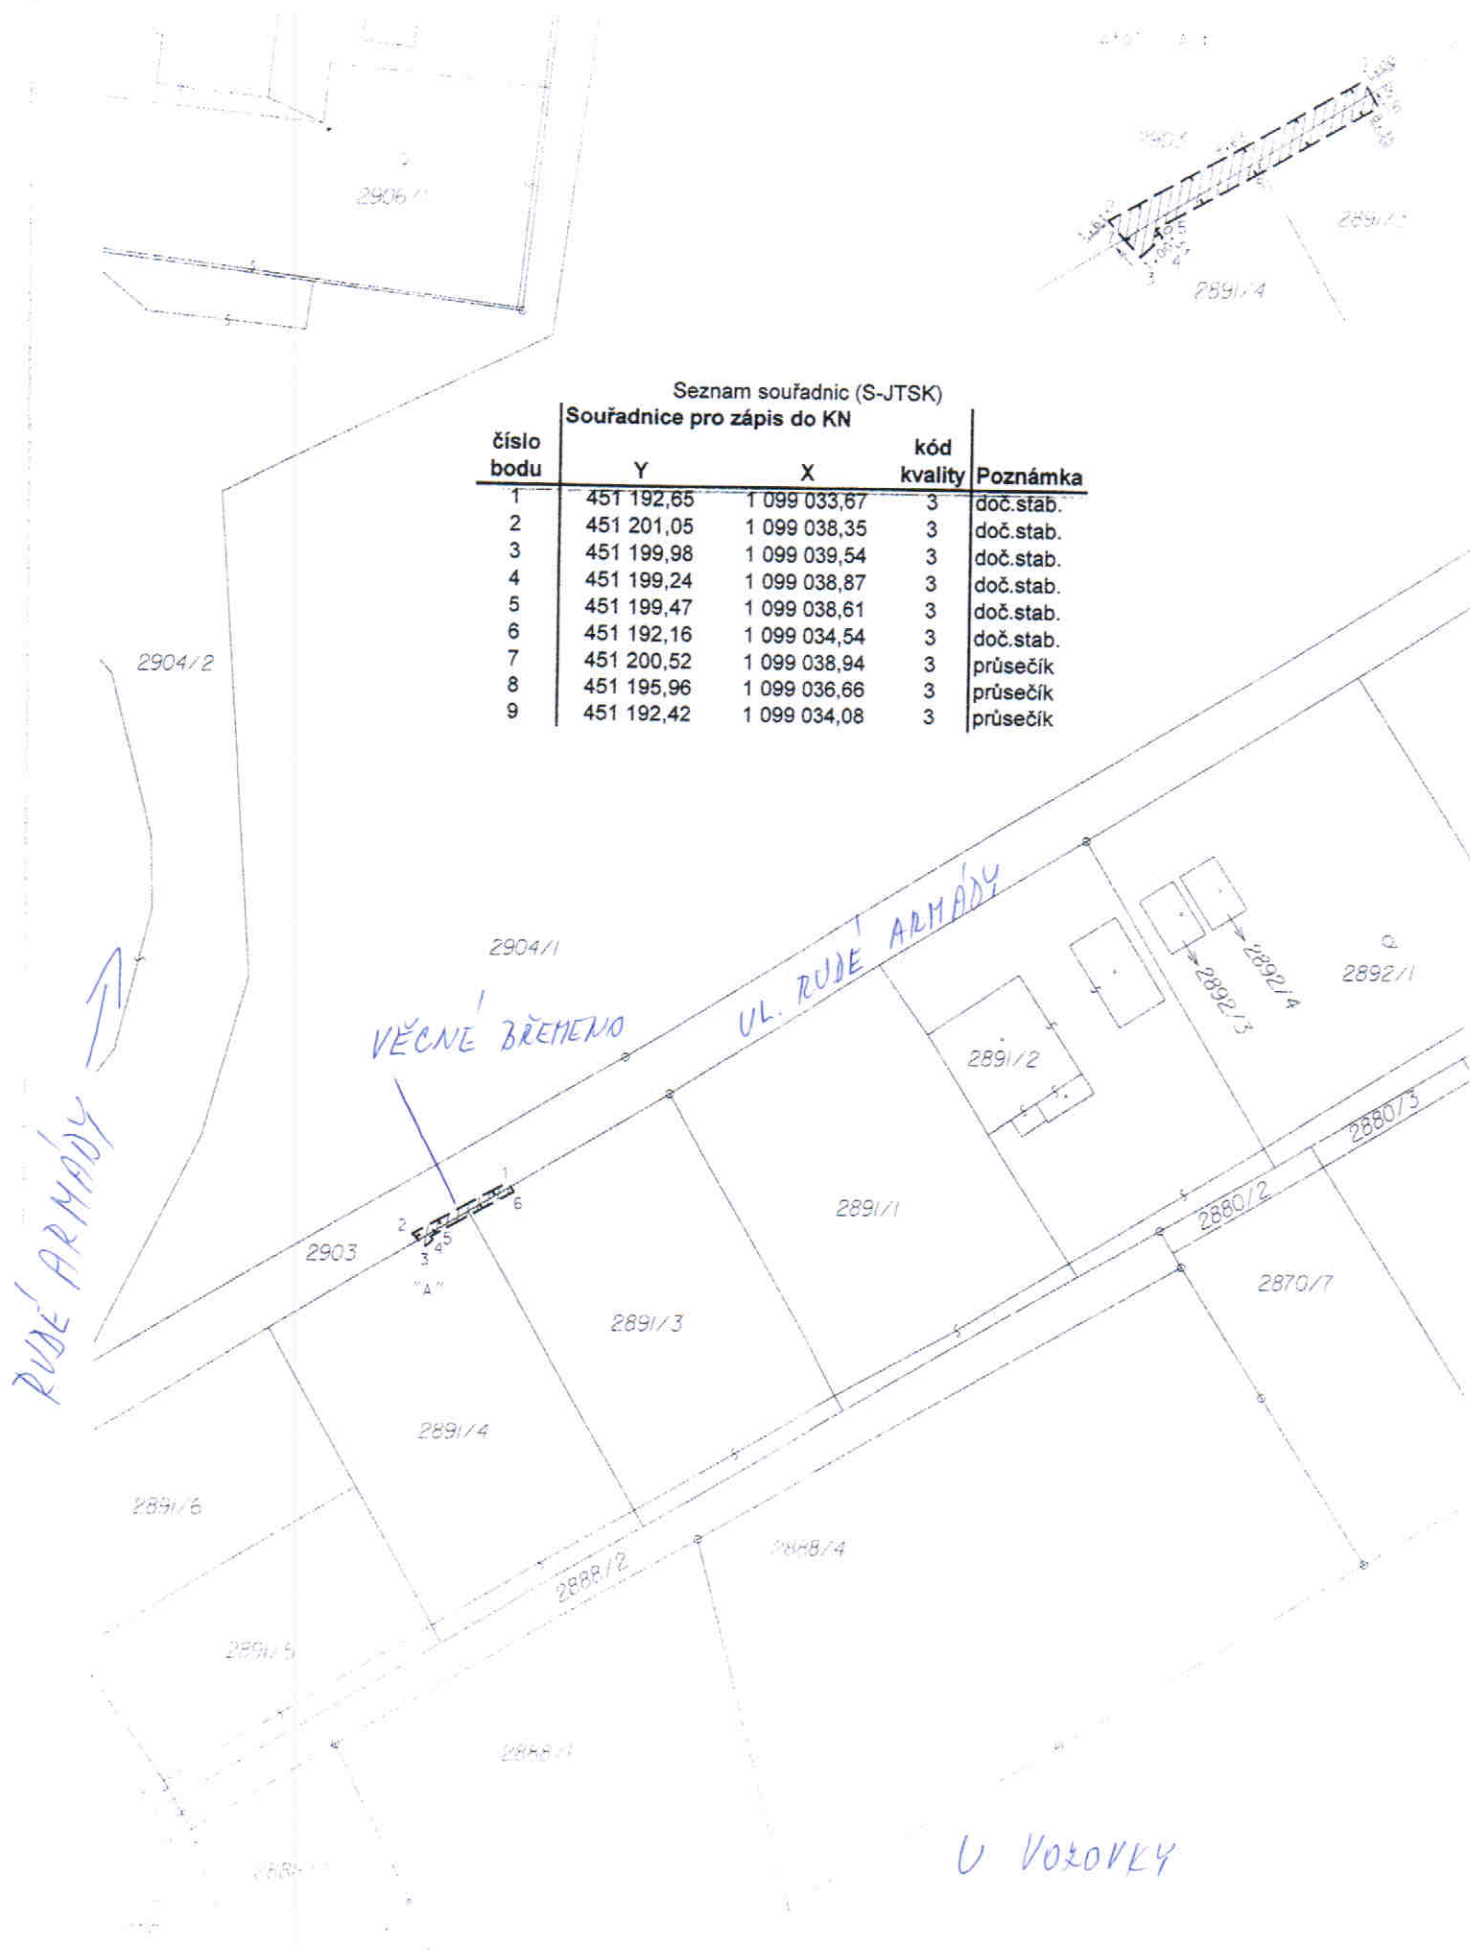 2903
2906/1
2891/4
Seznam souřadnic (S-JTSK)
Souřadnice pro zápis do KN
číslo bodu Y X kód kvality Poznámka
1 451 192,65 1 099 033,67 3 doč.stab.
2 451 201,05 1 099 038,35 3 doč.stab.
3 451 199,98 1 099 039,54 3 doč.stab.
4 451 199,24 1 099 038,87 3 doč.stab.
5 451 199,47 1 099 038,61 3 doč.stab.
6 451 192,16 1 099 034,54 3 doč.stab.
7 451 200,52 1 099 038,94 3 průsečík
8 451 195,96 1 099 036,66 3 průsečík
9 451 192,42 1 099 034,08 3 průsečík
2904/2
UL. RUDÉ ARMÁDY
2904/1
2892/4
2892/3
2892/1
VĚCNÉ BŘEMENO
2891/2
2880/3
RUDÉ ARMÁDY
1
6
2
5
4
3
"A"
2903
2891/1
2880/2
2870/7
2891/3
2891/4
2891/6
2888/4
2888/2
2891/5
2888/1
U VOZOVKY